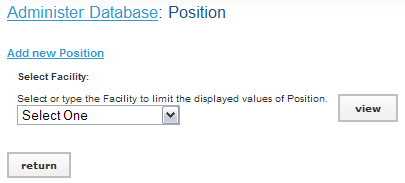 Administer Database: Position
Add new Position
Select Facility:
Select or type the Facility to limit the displayed values of Position.
Select One
view
return